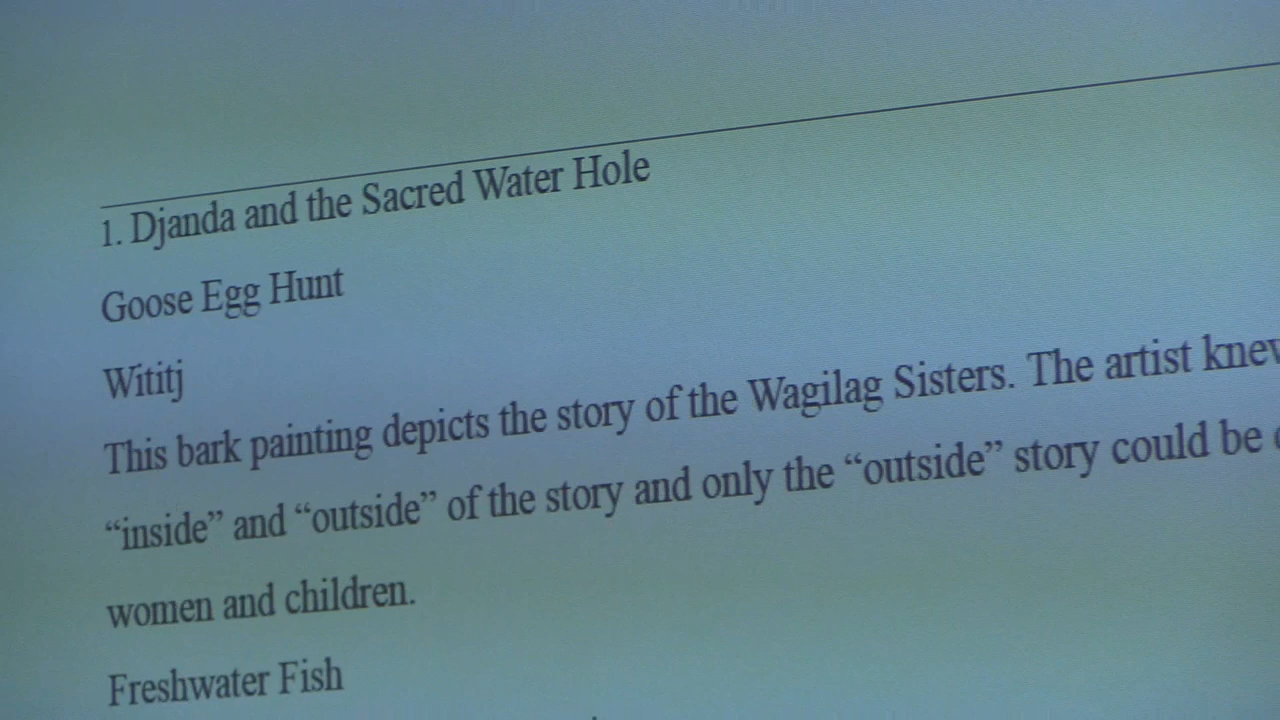 1. Djanda and the Sacred Water Hole
Goose Egg Hunt
Wititj
This bark painting depicts the story of the Wagilag Sisters. The artist
“inside” and “outside” of the story and only the “outside” story could be
women and children.
Freshwater Fish